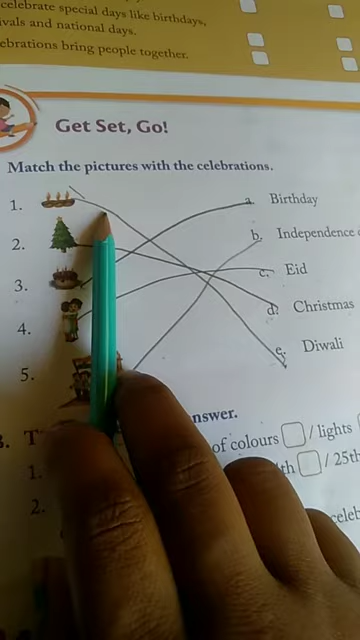 celebrate special days like birthdays,
ivals and national days.
ebrations bring people together.
Get Set, Go!
Match the pictures with the celebrations.
1. a. Birthday
2. b. Independence
3. c. Eid
4. d. Christmas
5. e. Diwali
nswer.
of colours / lights
1. th / 25th
2. celeb